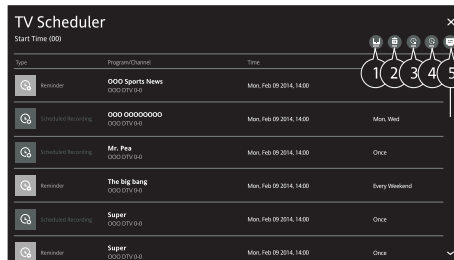 TV Scheduler
Start Time (00)
1 2 3 4 5
Type Program/Channel Time
Reminder OOO Sports News Mon, Feb 09 2014, 14:00
OOO DTV 0-0
Scheduled Recording OOO OOOOOOOO Mon, Feb 09 2014, 14:00 Mon, Wed
OOO DTV 0-0
Scheduled Recording Mr. Pea Mon, Feb 09 2014, 14:00 Once
OOO DTV 0-0
Reminder The big bang Mon, Feb 09 2014, 14:00 Every Weekend
OOO DTV 0-0
Scheduled Recording Super Mon, Feb 09 2014, 14:00 Once
OOO DTV 0-0
Reminder Super Mon, Feb 09 2014, 14:00 Once
OOO DTV 0-0